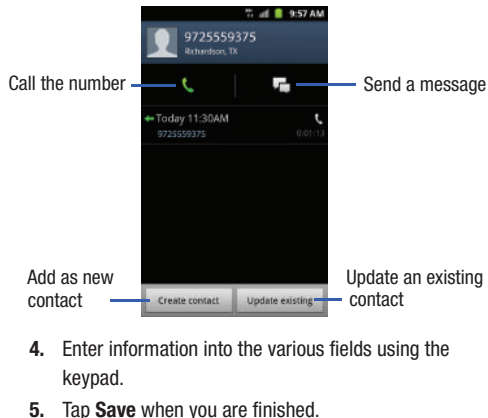 9:57 AM
9725559375
Richardson, TX
Call the number
Send a message
Today 11:30AM
9725559375
0:01:13
Add as new
contact
Create contact
Update existing
Update an existing
contact
4. Enter information into the various fields using the
keypad.
5. Tap Save when you are finished.